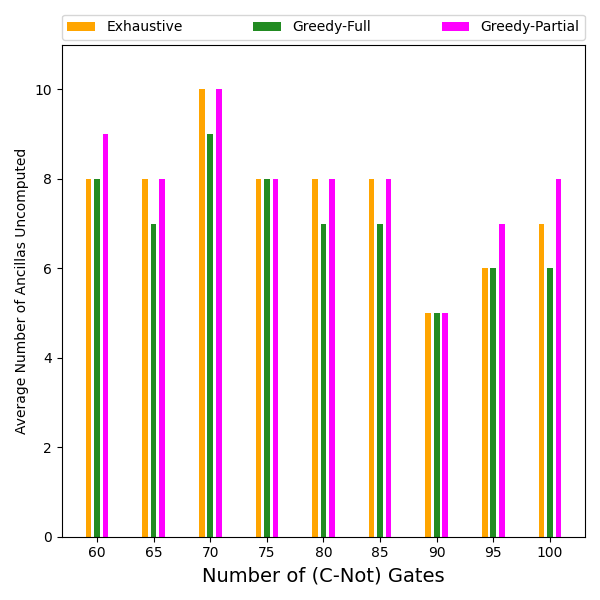 Exhaustive Greedy-Full Greedy-Partial
Average Number of Ancillas Uncomputed
10
8
6
4
2
0
60 65 70 75 80 85 90 95 100
Number of (C-Not) Gates